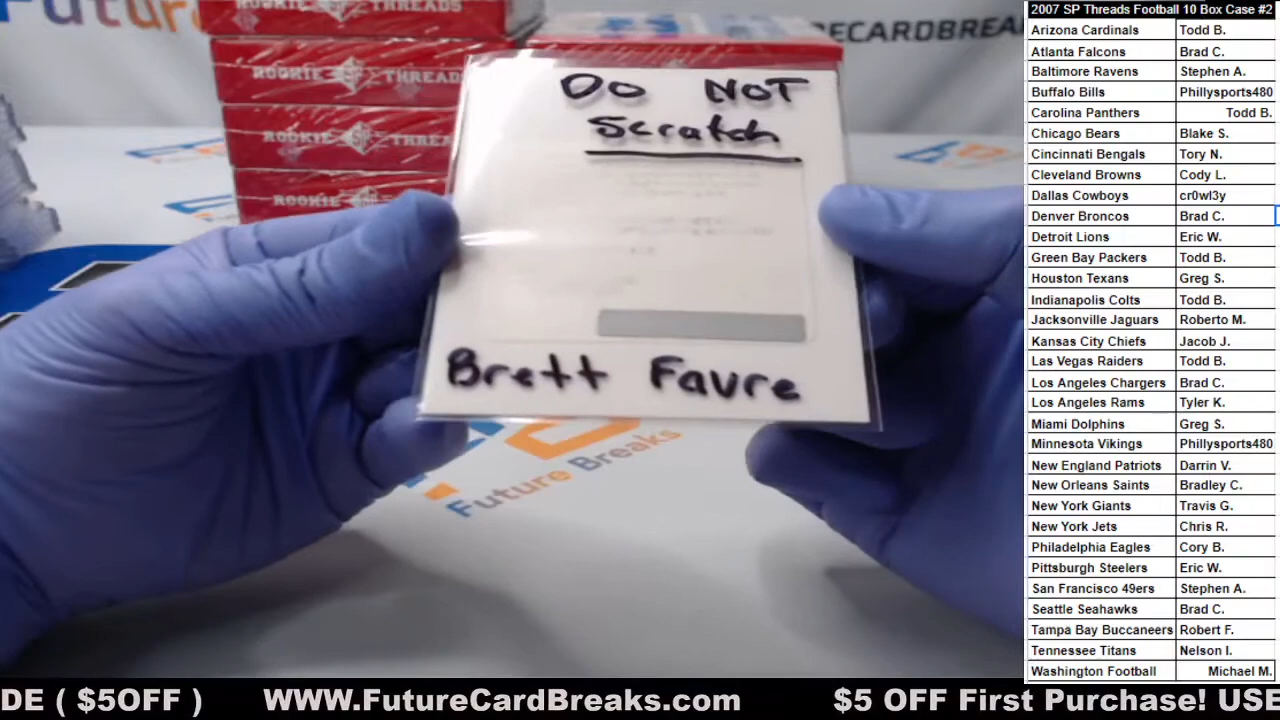 Futur
URECARDBREAKS
ROOKIE SP THREADS
ROOKIE SP THREADS
ROOKIE SP THREA
ROOKIE
DO NOT
Scratch
Brett Favre
Future Breaks
2007 SP Threads Football 10 Box Case #2
Arizona Cardinals Todd B.
Atlanta Falcons Brad C.
Baltimore Ravens Stephen A.
Buffalo Bills Phillysports480
Carolina Panthers Todd B.
Chicago Bears Blake S.
Cincinnati Bengals Tory N.
Cleveland Browns Cody L.
Dallas Cowboys cr0wl3y
Denver Broncos Brad C.
Detroit Lions Eric W.
Green Bay Packers Todd B.
Houston Texans Greg S.
Indianapolis Colts Todd B.
Jacksonville Jaguars Roberto M.
Kansas City Chiefs Jacob J.
Las Vegas Raiders Todd B.
Los Angeles Chargers Brad C.
Los Angeles Rams Tyler K.
Miami Dolphins Greg S.
Minnesota Vikings Phillysports480
New England Patriots Darrin V.
New Orleans Saints Bradley C.
New York Giants Travis G.
New York Jets Chris R.
Philadelphia Eagles Cory B.
Pittsburgh Steelers Eric W.
San Francisco 49ers Stephen A.
Seattle Seahawks Brad C.
Tampa Bay Buccaneers Robert F.
Tennessee Titans Nelson I.
Washington Football Michael M.
DE ( $5OFF ) WWW.FutureCardBreaks.com $5 OFF First Purchase! USE